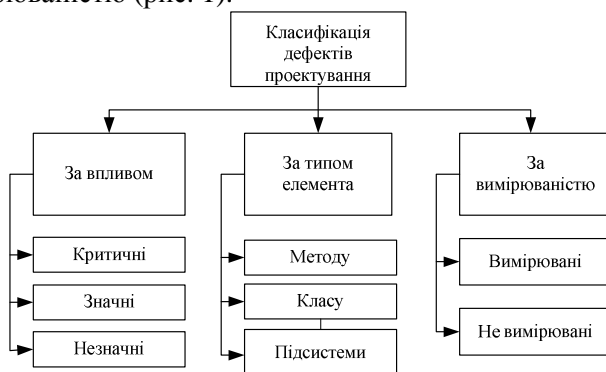 юваністю (рис. 1).
Класифікація
дефектів
проектування
За впливом
За типом
елемента
За
вимірюваністю
Критичні
Значні
Незначні
Методу
Класу
Підсистеми
Вимірювані
Не вимірювані